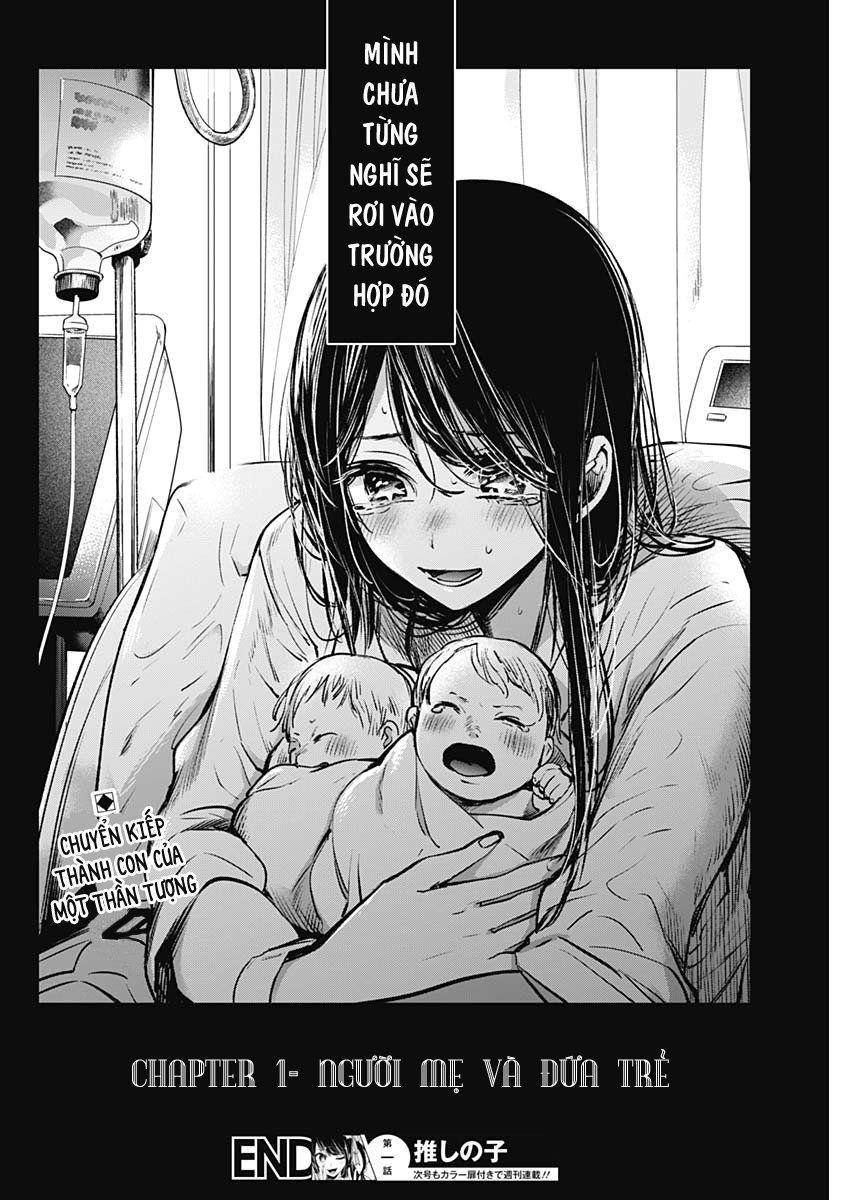 MÌNH
CHƯA
TỪNG
NGHĨ SẼ
RƠI VÀO
TRƯỜNG
HỢP ĐÓ
CHUYỂN KIẾP
THÀNH CON CỦA
MỘT THẦN TƯỢNG
CHAPTER 1- NGƯỜI MẸ VÀ ĐỨA TRẺ
END
第一話
推しの子
次号もカラー扉付きで週刊連載!!